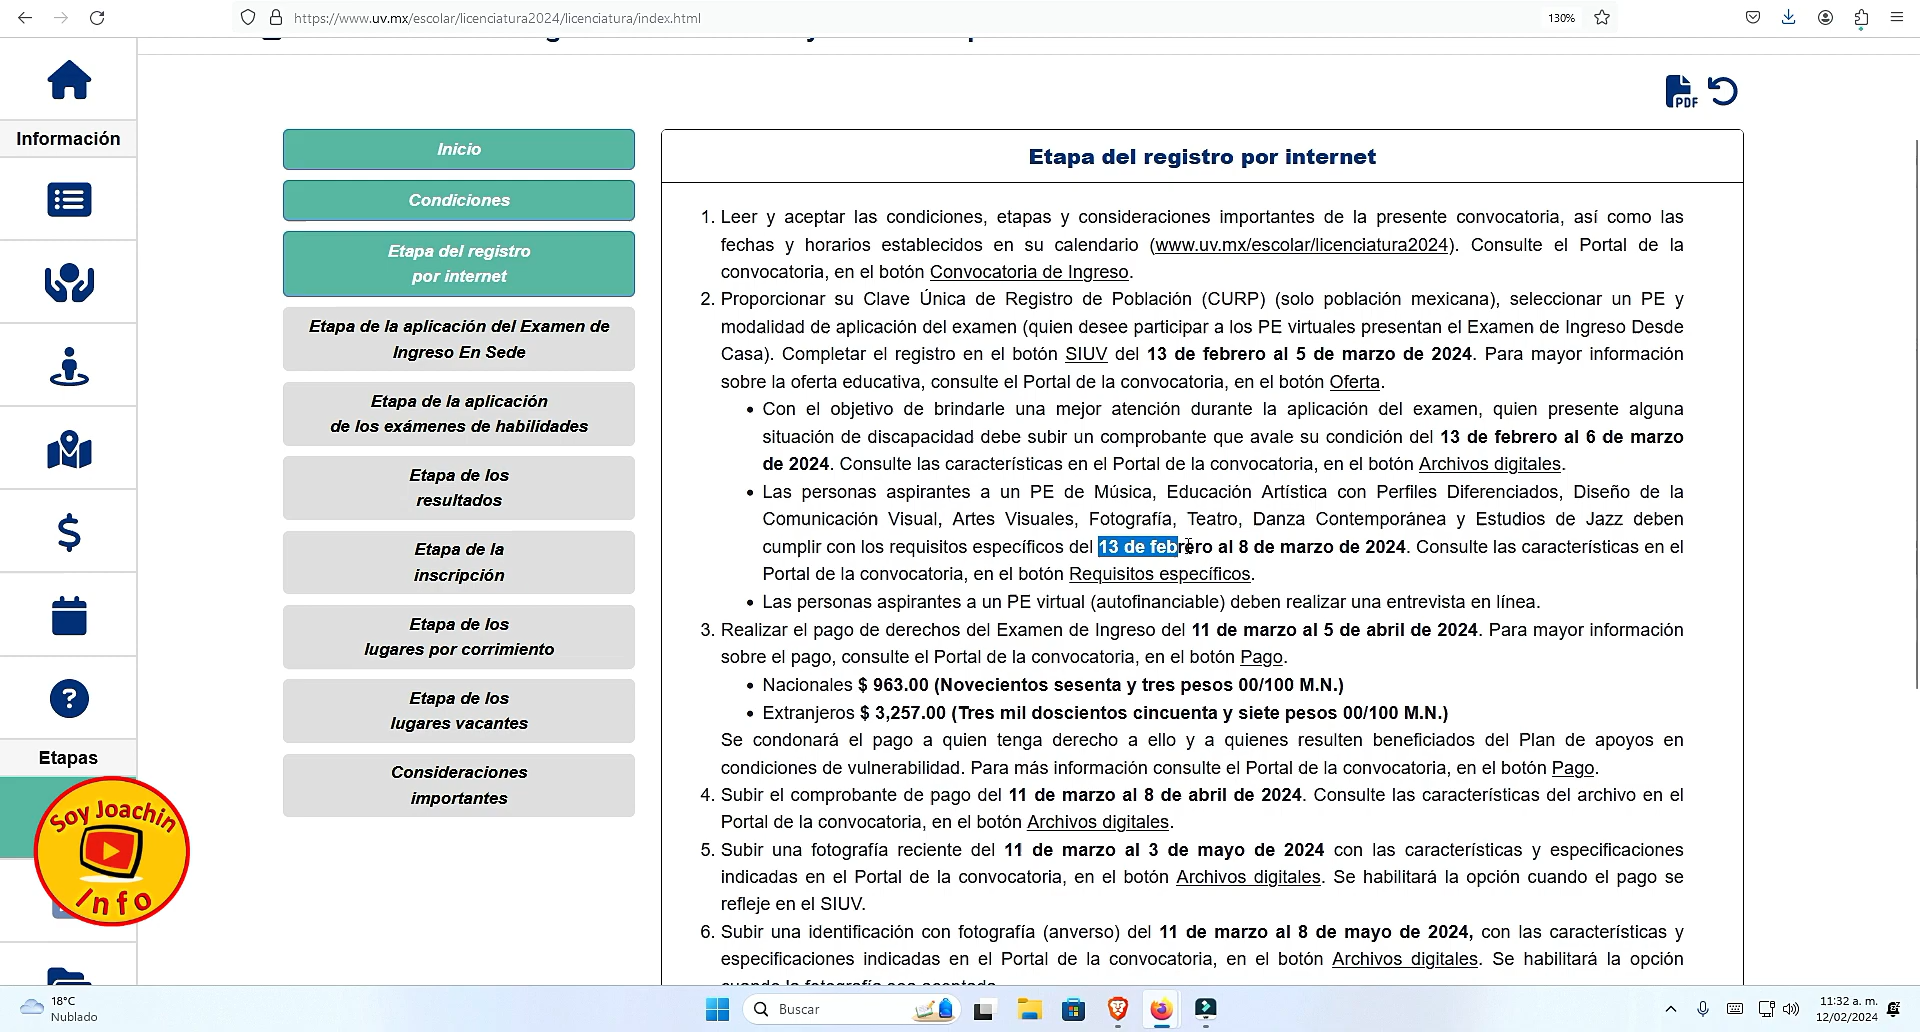 https://www.uv.mx/escolar/licenciatura2024/licenciatura/index.html
130%
PDF
Información
Etapas
Inicio
Condiciones
Etapa del registro
por internet
Etapa de la aplicación del Examen de
Ingreso En Sede
Etapa de la aplicación
de los exámenes de habilidades
Etapa de los
resultados
Etapa de la
inscripción
Etapa de los
lugares por corrimiento
Etapa de los
lugares vacantes
Consideraciones
importantes
Etapa del registro por internet
1. Leer y aceptar las condiciones, etapas y consideraciones importantes de la presente convocatoria, así como las
fechas y horarios establecidos en su calendario (www.uv.mx/escolar/licenciatura2024). Consulte el Portal de la
convocatoria, en el botón Convocatoria de Ingreso.
2. Proporcionar su Clave Única de Registro de Población (CURP) (solo población mexicana), seleccionar un PE y
modalidad de aplicación del examen (quien desee participar a los PE virtuales presentan el Examen de Ingreso Desde
Casa). Completar el registro en el botón SIUV del 13 de febrero al 5 de marzo de 2024. Para mayor información
sobre la oferta educativa, consulte el Portal de la convocatoria, en el botón Oferta.
• Con el objetivo de brindarle una mejor atención durante la aplicación del examen, quien presente alguna
situación de discapacidad debe subir un comprobante que avale su condición del 13 de febrero al 6 de marzo
de 2024. Consulte las características en el Portal de la convocatoria, en el botón Archivos digitales.
• Las personas aspirantes a un PE de Música, Educación Artística con Perfiles Diferenciados, Diseño de la
Comunicación Visual, Artes Visuales, Fotografía, Teatro, Danza Contemporánea y Estudios de Jazz deben
cumplir con los requisitos específicos del 13 de febrero al 8 de marzo de 2024. Consulte las características en el
Portal de la convocatoria, en el botón Requisitos específicos.
• Las personas aspirantes a un PE virtual (autofinanciable) deben realizar una entrevista en línea.
3. Realizar el pago de derechos del Examen de Ingreso del 11 de marzo al 5 de abril de 2024. Para mayor información
sobre el pago, consulte el Portal de la convocatoria, en el botón Pago.
• Nacionales $ 963.00 (Novecientos sesenta y tres pesos 00/100 M.N.)
• Extranjeros $ 3,257.00 (Tres mil doscientos cincuenta y siete pesos 00/100 M.N.)
Se condonará el pago a quien tenga derecho a ello y a quienes resulten beneficiados del Plan de apoyos en
condiciones de vulnerabilidad. Para más información consulte el Portal de la convocatoria, en el botón Pago.
4. Subir el comprobante de pago del 11 de marzo al 8 de abril de 2024. Consulte las características del archivo en el
Portal de la convocatoria, en el botón Archivos digitales.
5. Subir una fotografía reciente del 11 de marzo al 3 de mayo de 2024 con las características y especificaciones
indicadas en el Portal de la convocatoria, en el botón Archivos digitales. Se habilitará la opción cuando el pago se
refleje en el SIUV.
6. Subir una identificación con fotografía (anverso) del 11 de marzo al 8 de mayo de 2024, con las características y
especificaciones indicadas en el Portal de la convocatoria, en el botón Archivos digitales. Se habilitará la opción
cuando la fotografía sea aceptada.
Soy Joachin
Info
18°C
Nublado
Buscar
11:32 a. m.
12/02/2024